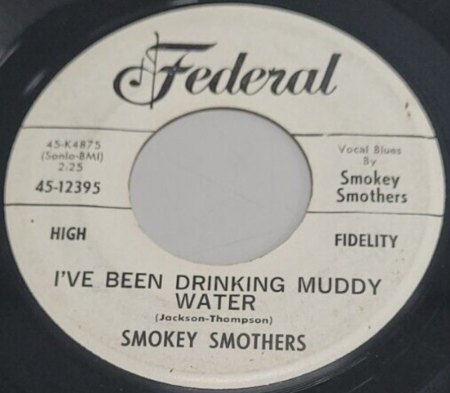 Federal
45-K4875
(Sonlo-BMI)
2:25
45-12395
Vocal Blues
By
Smokey
Smothers
HIGH
FIDELITY
I'VE BEEN DRINKING MUDDY
WATER
(Jackson-Thompson)
SMOKEY SMOTHERS